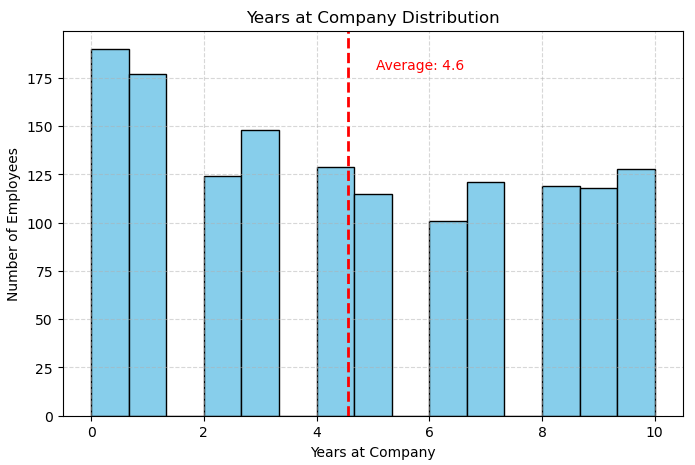 Years at Company Distribution
Average: 4.6
Number of Employees
175
150
125
100
75
50
25
0
0 2 4 6 8 10
Years at Company